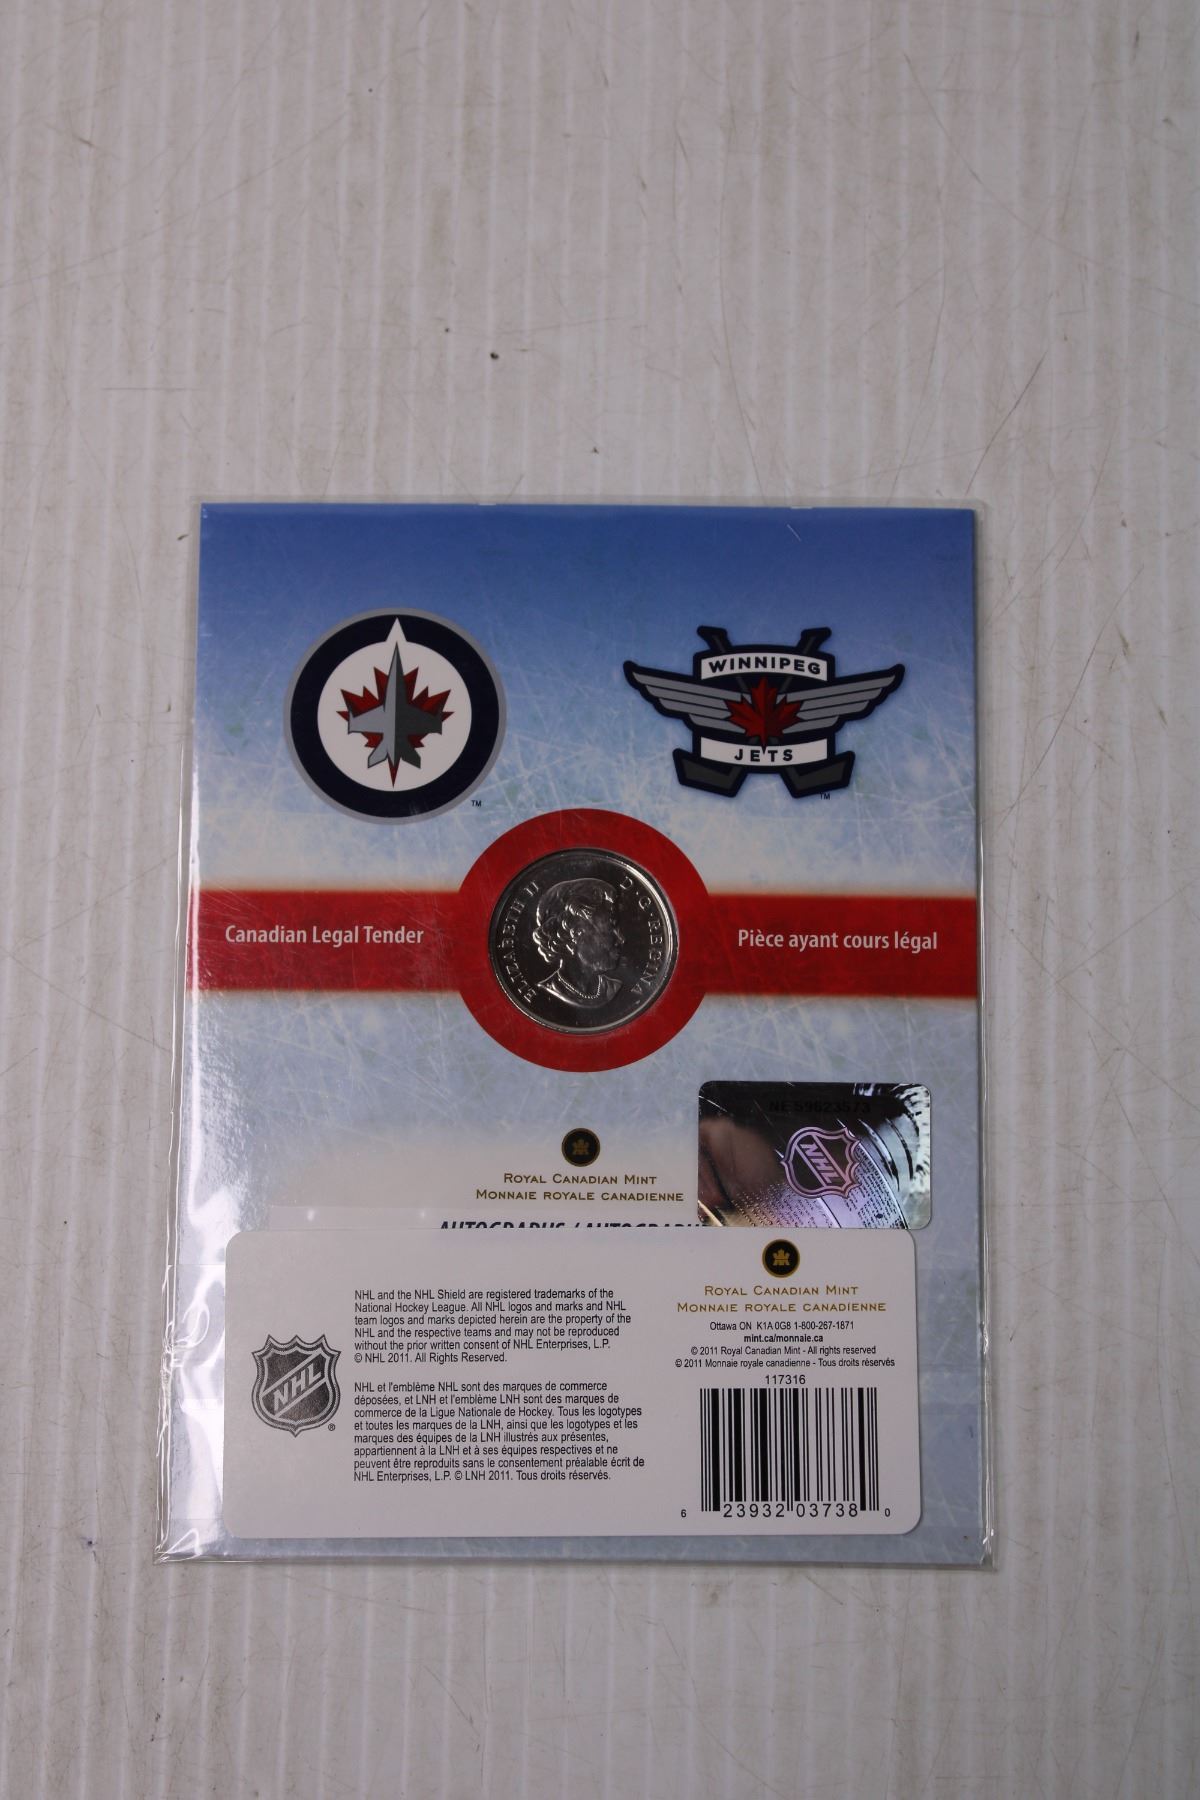 WINNIPEG
JETS
TM
TM
Canadian Legal Tender
ELIZABETH II D·G·REGINA
Pièce ayant cours légal
NE 59623573
NHL
ROYAL CANADIAN MINT
MONNAIE ROYALE CANADIENNE
NHL and the NHL Shield are registered trademarks of the
National Hockey League. All NHL logos and marks and NHL
team logos and marks depicted herein are the property of the
NHL and the respective teams and may not be reproduced
without the prior written consent of NHL Enterprises, L.P.
© NHL 2011. All Rights Reserved.
NHL
®
NHL et l'emblème NHL sont des marques de commerce
déposées, et LNH et l'emblème LNH sont des marques de
commerce de la Ligue Nationale de Hockey. Tous les logotypes
et toutes les marques de la LNH, ainsi que les logotypes et les
marques des équipes de la LNH illustrés aux présentes,
appartiennent à la LNH et à ses équipes respectives et ne
peuvent être reproduits sans le consentement préalable écrit de
NHL Enterprises, L.P. © LNH 2011. Tous droits réservés.
ROYAL CANADIAN MINT
MONNAIE ROYALE CANADIENNE
Ottawa ON K1A 0G8 1-800-267-1871
mint.ca/monnaie.ca
© 2011 Royal Canadian Mint - All rights reserved
© 2011 Monnaie royale canadienne - Tous droits réservés
117316
6 23932 03738 0